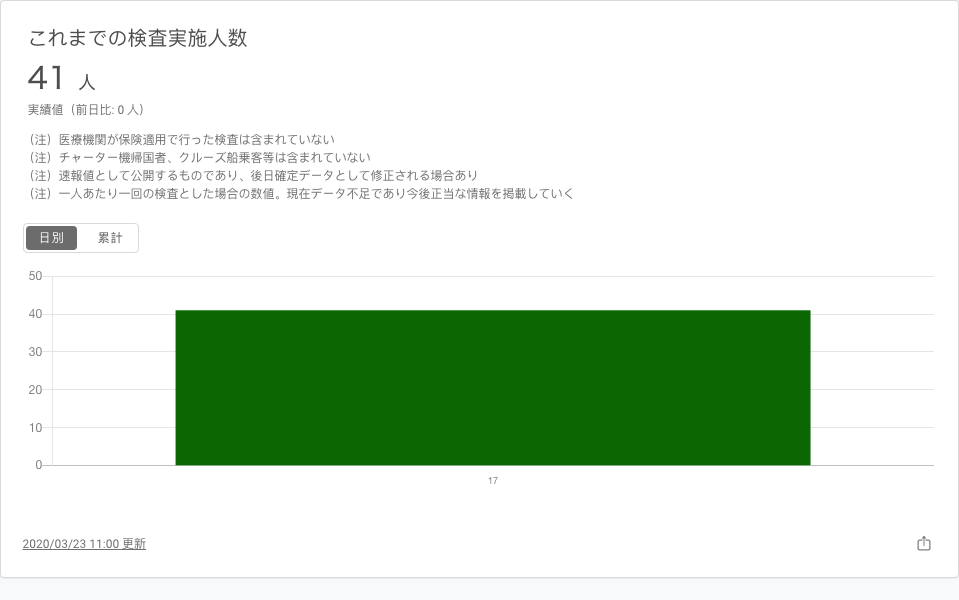 これまでの検査実施人数
41 人
実績値（前日比: 0 人）
（注）医療機関が保険適用で行った検査は含まれていない
（注）チャーター機帰国者、クルーズ船乗客等は含まれていない
（注）速報値として公開するものであり、後日確定データとして修正される場合あり
（注）一人あたり一回の検査とした場合の数値。現在データ不足であり今後正当な情報を掲載していく
日別 累計
50
40
30
20
10
0
17
2020/03/23 11:00 更新